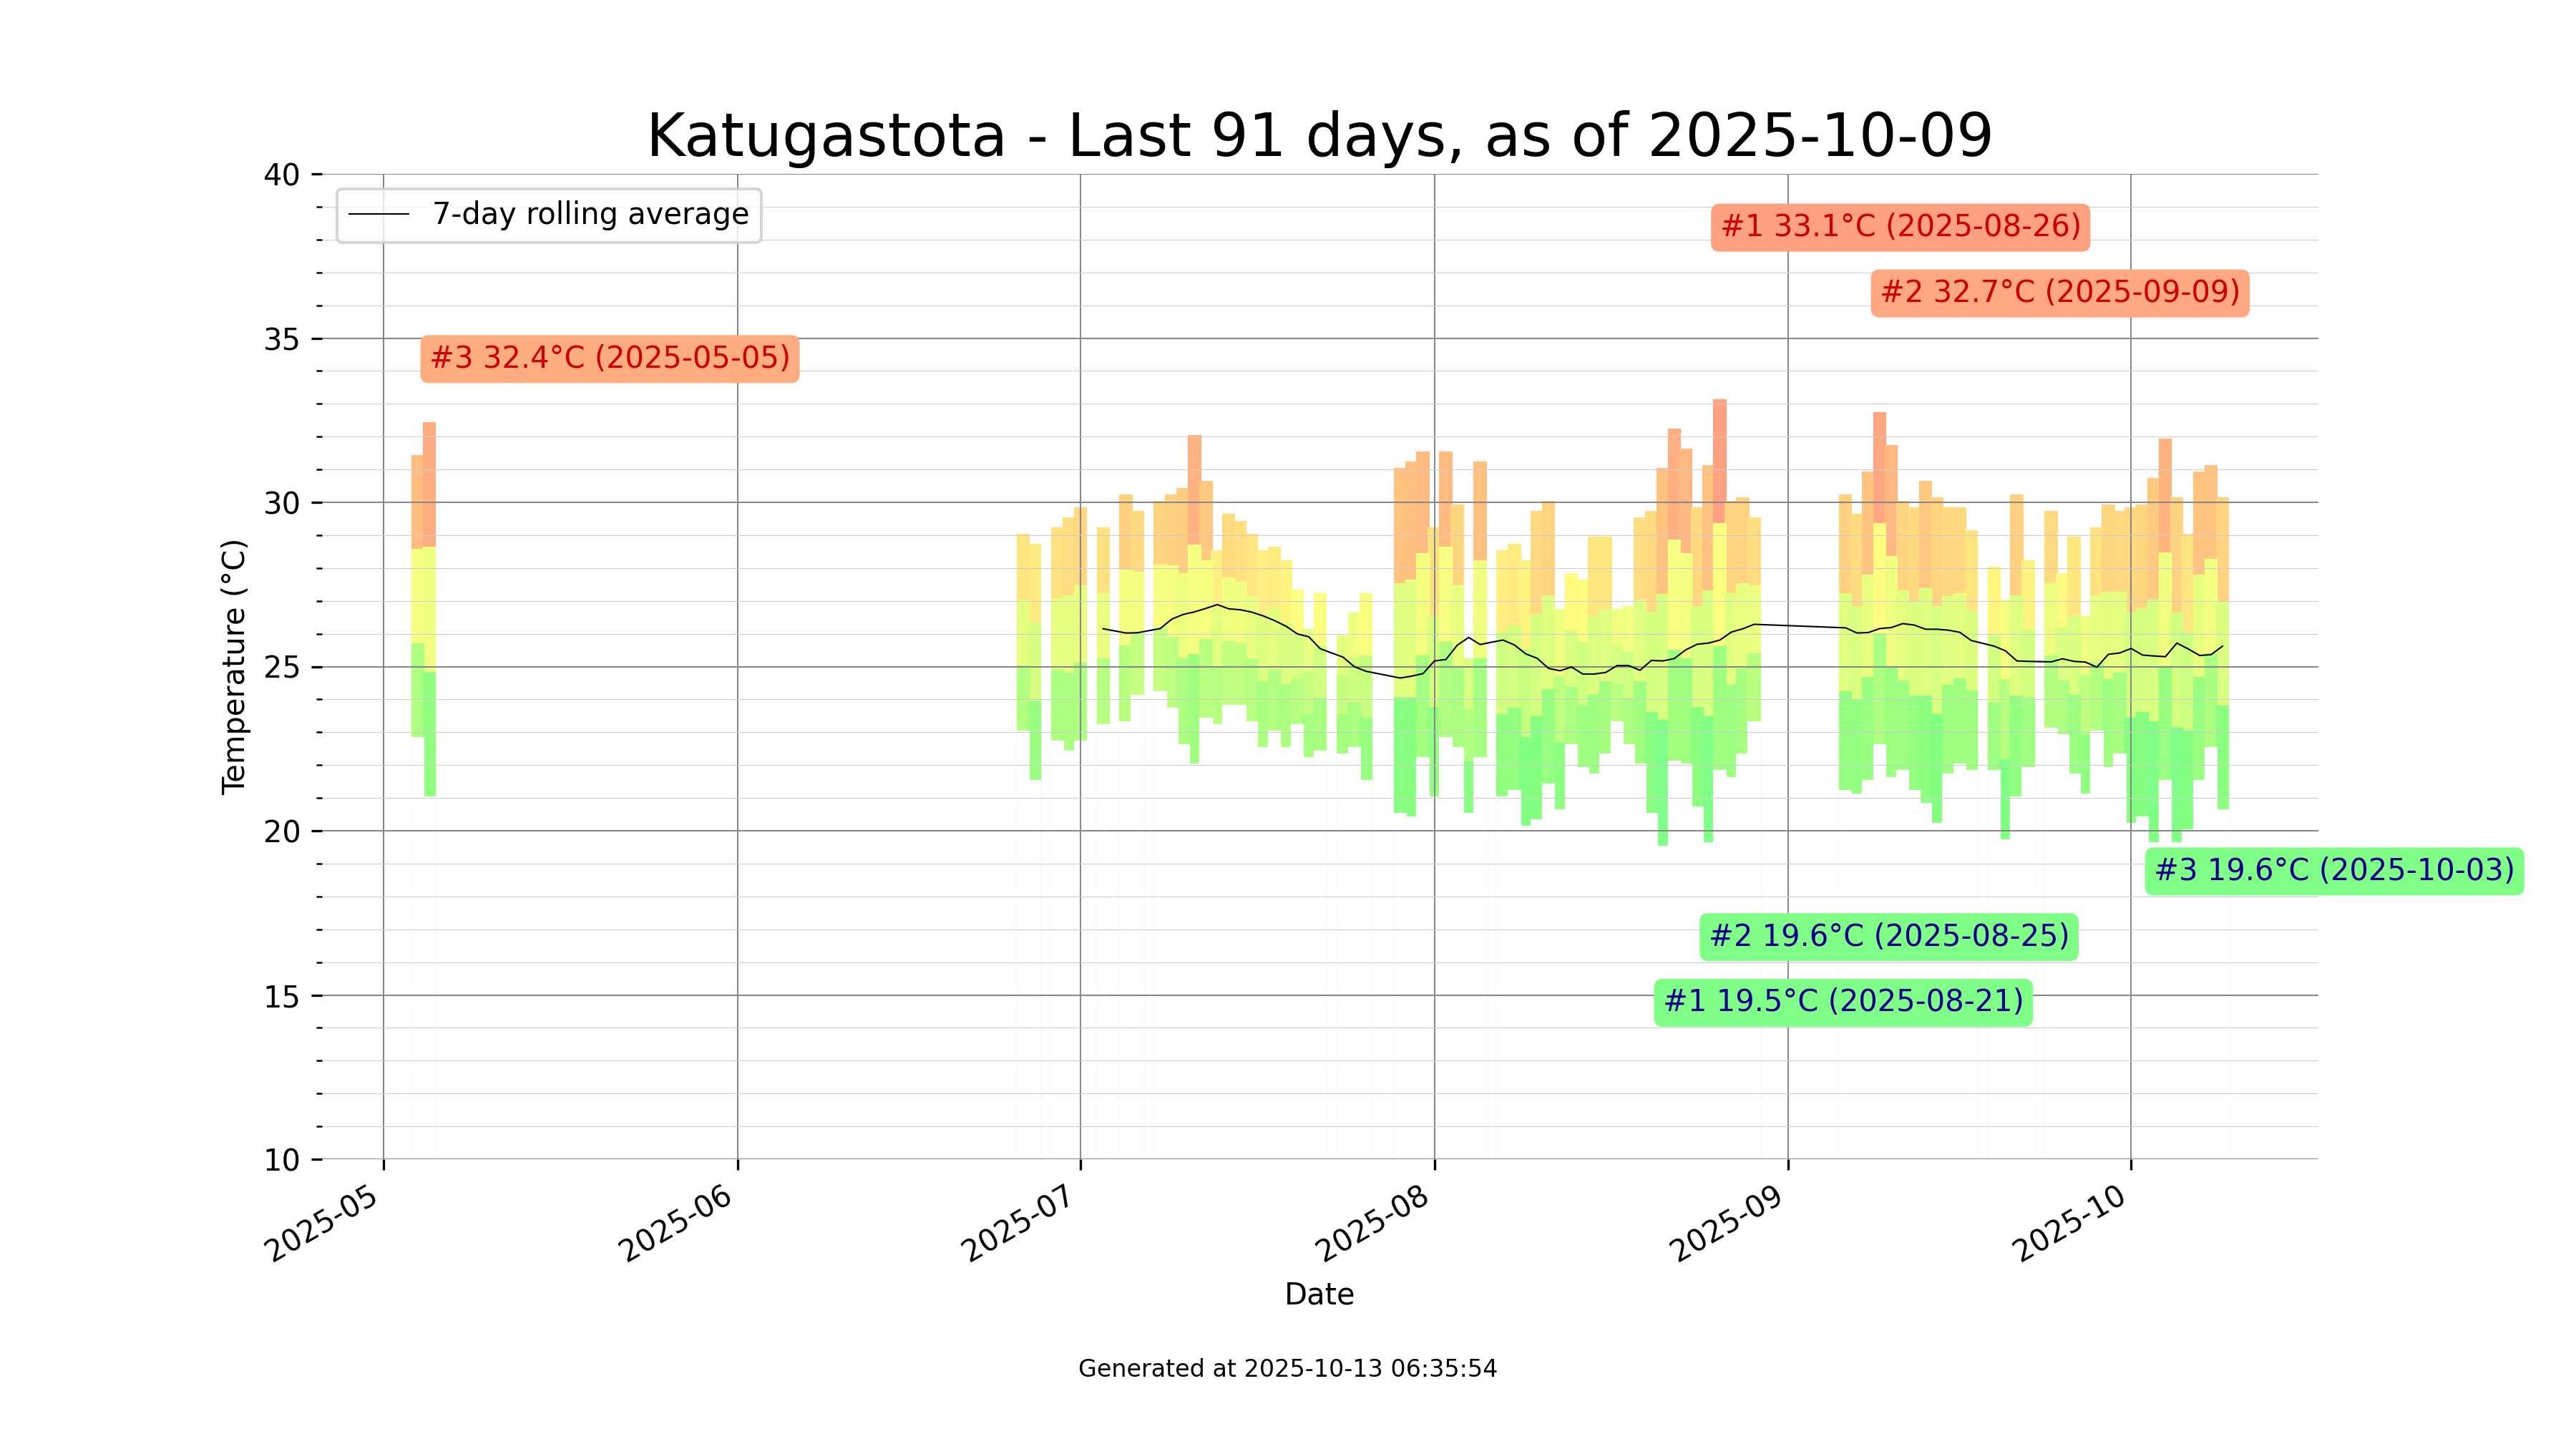 Katugastota - Last 91 days, as of 2025-10-09
40
7-day rolling average
#1 33.1°C (2025-08-26)
#2 32.7°C (2025-09-09)
35
#3 32.4°C (2025-05-05)
30
Temperature (°C)
25
20
#3 19.6°C (2025-10-03)
#2 19.6°C (2025-08-25)
15
#1 19.5°C (2025-08-21)
10
2025-05
2025-06
2025-07
2025-08
2025-09
2025-10
Date
Generated at 2025-10-13 06:35:54